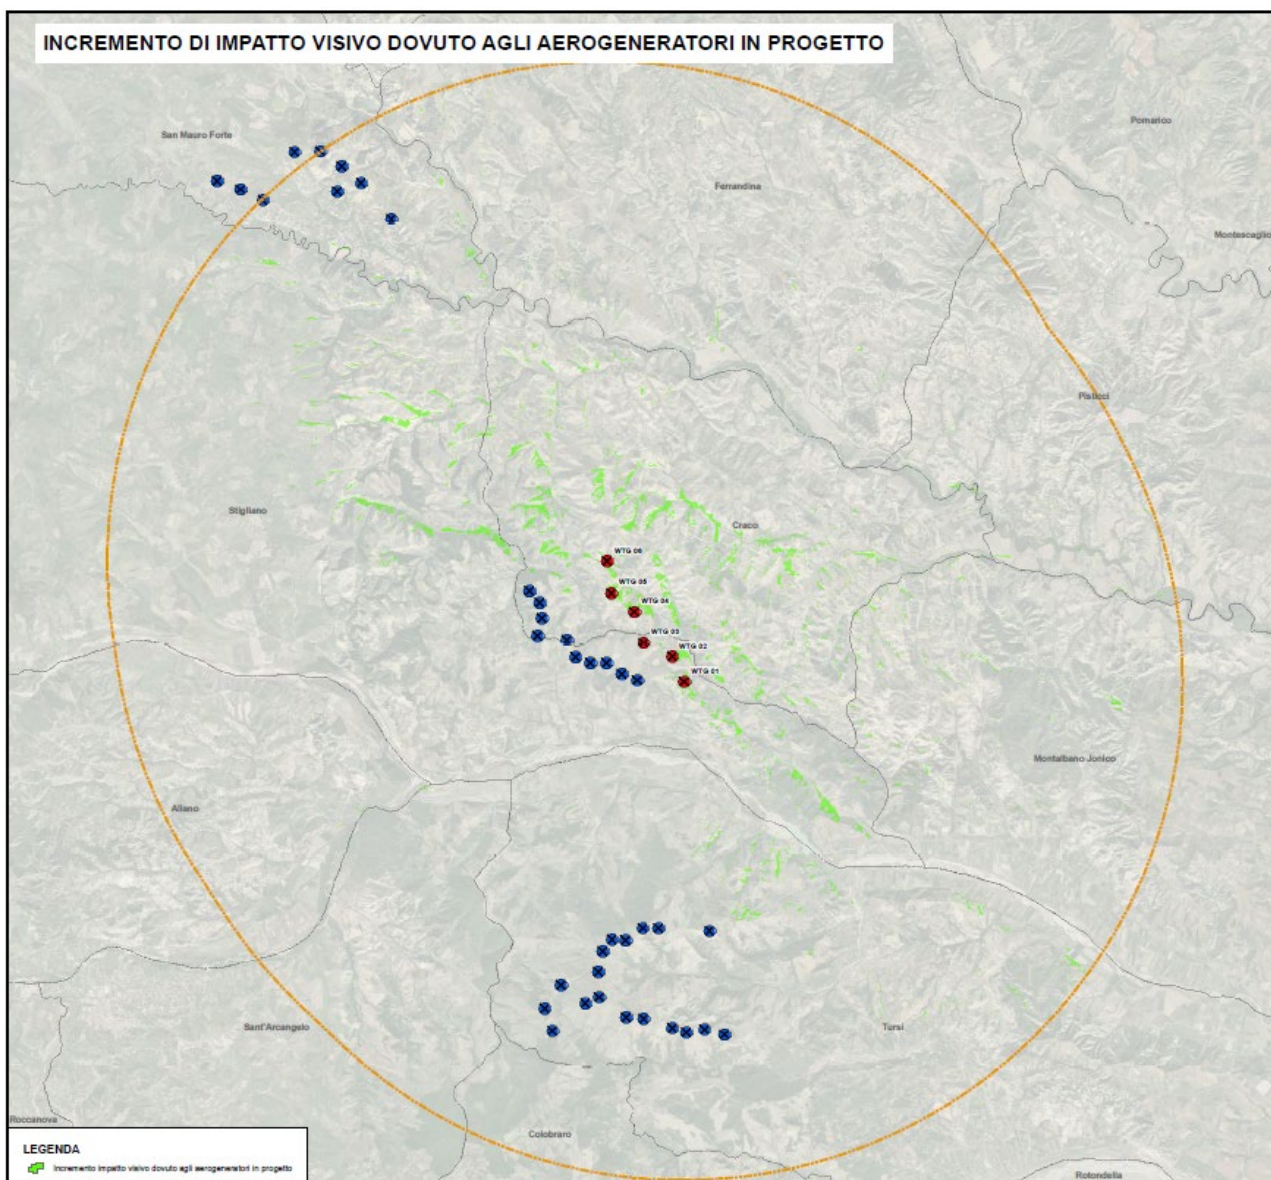 INCREMENTO DI IMPATTO VISIVO DOVUTO AGLI AEROGENERATORI IN PROGETTO
San Mauro Forte
Pomarico
Ferrandina
Montescaglio
Pisticci
Stigliano
Craco
WTG 06
WTG 05
WTG 04
WTG 03
WTG 02
WTG 01
Montalbano Jonico
Aliano
Sant'Arcangelo
Tursi
Roccanova
Colobraro
LEGENDA
Incremento impatto visivo dovuto agli aerogeneratori in progetto
Rotondella